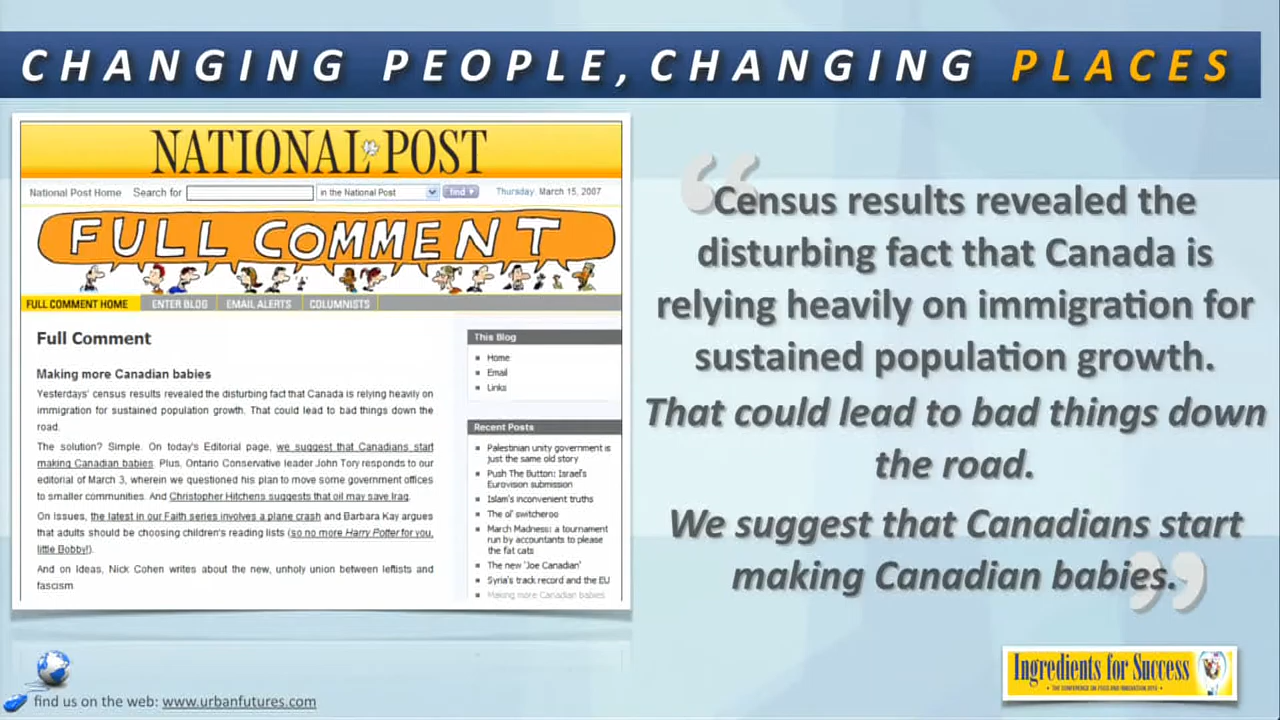 CHANGING PEOPLE, CHANGING PLACES
NATIONAL POST
National Post Home Search for in the National Post find Thursday, March 15, 2007
FULL COMMENT
FULL COMMENT HOME ENTER BLOG EMAIL ALERTS COLUMNISTS
Full Comment
Making more Canadian babies
Yesterdays' census results revealed the disturbing fact that Canada is relying heavily on
immigration for sustained population growth. That could lead to bad things down the
road.
The solution? Simple. On today's Editorial page, we suggest that Canadians start
making Canadian babies. Plus, Ontario Conservative leader John Tory responds to our
editorial of March 3, wherein we questioned his plan to move some government offices
to smaller communities. And Christopher Hitchens suggests that oil may save Iraq.
On Issues, the latest in our Faith series involves a plane crash and Barbara Kay argues
that adults should be choosing children's reading lists (so no more Harry Potter for you,
little Bobby!).
And on Ideas, Nick Cohen writes about the new, unholy union between leftists and
fascism
This Blog
Home
Email
Links
Recent Posts
Palestinian unity government is
just the same old story
Push The Button: Israel's
Eurovision submission
Islam's inconvenient truths
The ol' switcheroo
March Madness: a tournament
run by accountants to please
the fat cats
The new 'Joe Canadian'
Syria's track record and the EU
Making more Canadian babies
“Census results revealed the
disturbing fact that Canada is
relying heavily on immigration for
sustained population growth.
That could lead to bad things down
the road.
We suggest that Canadians start
making Canadian babies.”
find us on the web: www.urbanfutures.com
Ingredients for Success
• THE CONFERENCE ON FOOD AND INNOVATION 2010 •